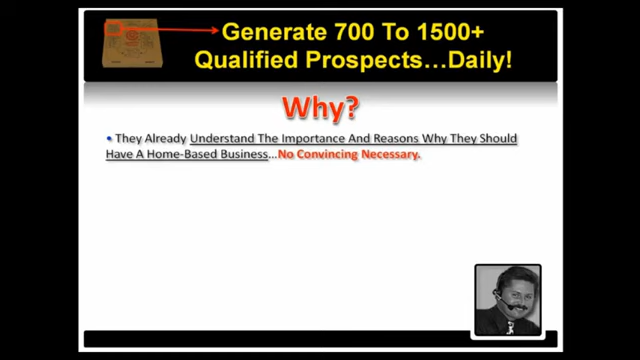 Generate 700 To 1500+
Qualified Prospects...Daily!
Why?
• They Already Understand The Importance And Reasons Why They Should
Have A Home-Based Business...No Convincing Necessary.